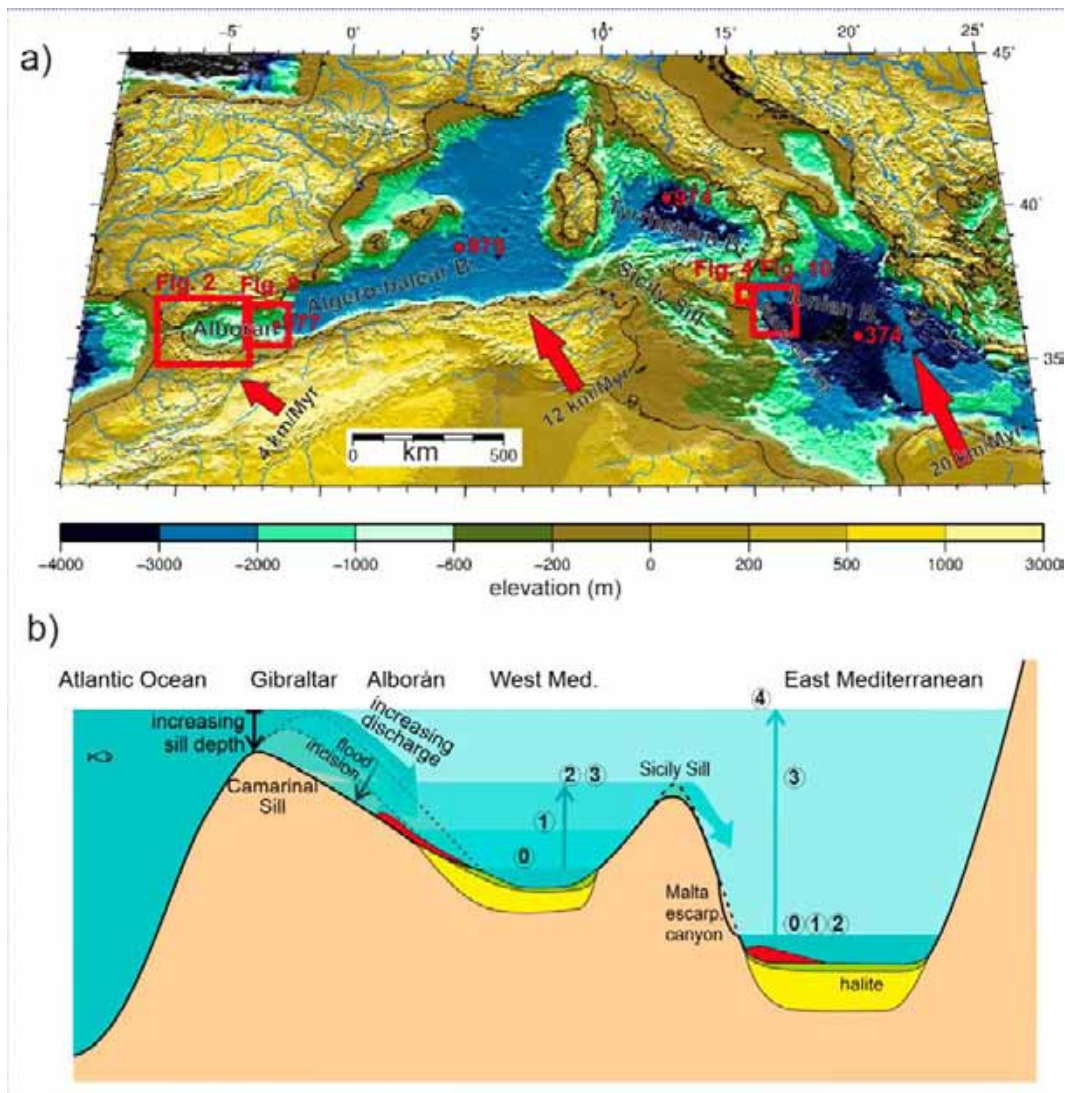 a)
-5° 0° 5° 10° 15° 20° 25°
45°
40°
35°
974
975
Tyrrhenian B.
Fig. 2
Alborán
977
Algero-balear B.
Sicily Sill
Fig. 4
Fig. 10
Ionian B.
374
4 km/Myr
12 km/Myr
20 km/Myr
km
0 500
-4000 -3000 -2000 -1000 -600 -200 0 200 500 1000 3000
elevation (m)
b)
Atlantic Ocean Gibraltar Alborán West Med. East Mediterranean
4
increasing
sill depth
increasing
discharge
flood
incision
Camarinal
Sill
2 3
1
0
Sicily Sill
3
Malta
escarp.
canyon
0 1 2
halite